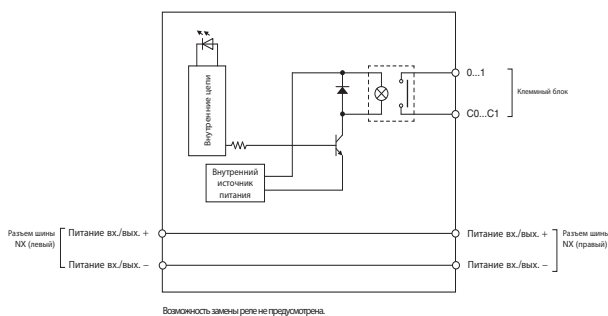 Внутренние цепи
Внутренний
источник
питания
0...1
C0...C1
Клеммный блок
Разъем шины
NX (левый)
Питание вх./вых. +
Питание вх./вых. –
Питание вх./вых. +
Питание вх./вых. –
Разъем шины
NX (правый)
Возможность замены реле не предусмотрена.